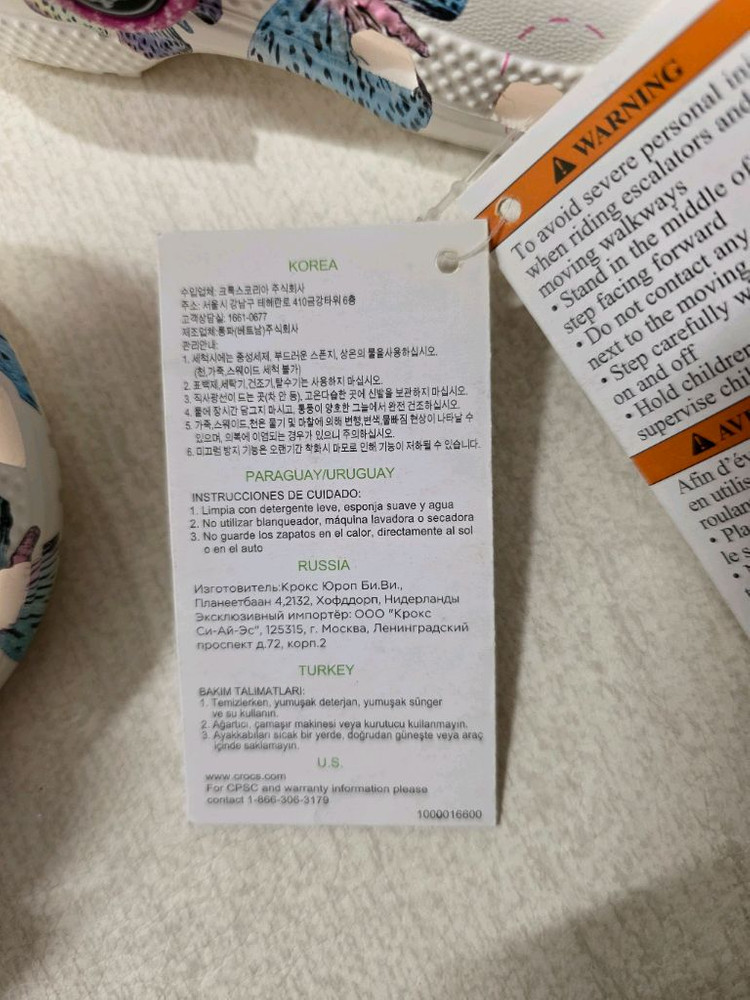 KOREA
수입업체: 크록스코리아 주식회사
주소: 서울시 강남구 테헤란로 410금강타워 6층
고객상담실: 1661-0677
제조업체:통화(베트남)주식회사
관리안내:
1. 세척시에는 중성세제, 부드러운 스폰지, 상온의 물을사용하십시오.
(천,가죽,스웨이드 세척 불가)
2. 표백제,세탁기,건조기,탈수기는 사용하지 마십시오.
3. 직사광선이 드는 곳(차 안 등), 고온다습한 곳에 신발을 보관하지 마십시오.
4. 물에 장시간 담그지 마시고, 통풍이 양호한 그늘에서 완전 건조하십시오.
5. 가죽,스웨이드,천은 물기 및 마찰에 의해 변형,변색,물빠짐 현상이 나타날 수
있으며, 의복에 이염되는 경우가 있으니 주의하십시오.
6. 미끄럼 방지 기능은 오랜기간 착화시 마모로 인해 기능이 저하될 수 있습니다.
PARAGUAY/URUGUAY
INSTRUCCIONES DE CUIDADO:
1. Limpia con detergente leve, esponja suave y agua
2. No utilizar blanqueador, máquina lavadora o secadora
3. No guarde los zapatos en el calor, directamente al sol
o en el auto
RUSSIA
Изготовитель:Крокс Юроп Би.Ви.,
Планеетбаан 4,2132, Хофддорп, Нидерланды
Эксклюзивный импортёр: ООО "Крокс
Си-Ай-Эс", 125315, г. Москва, Ленинградский
проспект д.72, корп.2
TURKEY
BAKIM TALIMATLARI:
1. Temizlerken, yumuşak deterjan, yumuşak sünger
ve su kullanın.
2. Ağartıcı, çamaşır makinesi veya kurutucu kullanmayın.
3. Ayakkabıları sıcak bir yerde, doğrudan güneşte veya araç
içinde saklamayın.
U.S.
www.crocs.com
For CPSC and warranty information please
contact 1-866-306-3179
1000016600
WARNING
To avoid severe personal
when riding escalators and
moving walkways
• Stand in the middle of
step facing forward
• Do not contact any
next to the moving
• Step carefully
on and off
• Hold children
supervise
Afin d'
en